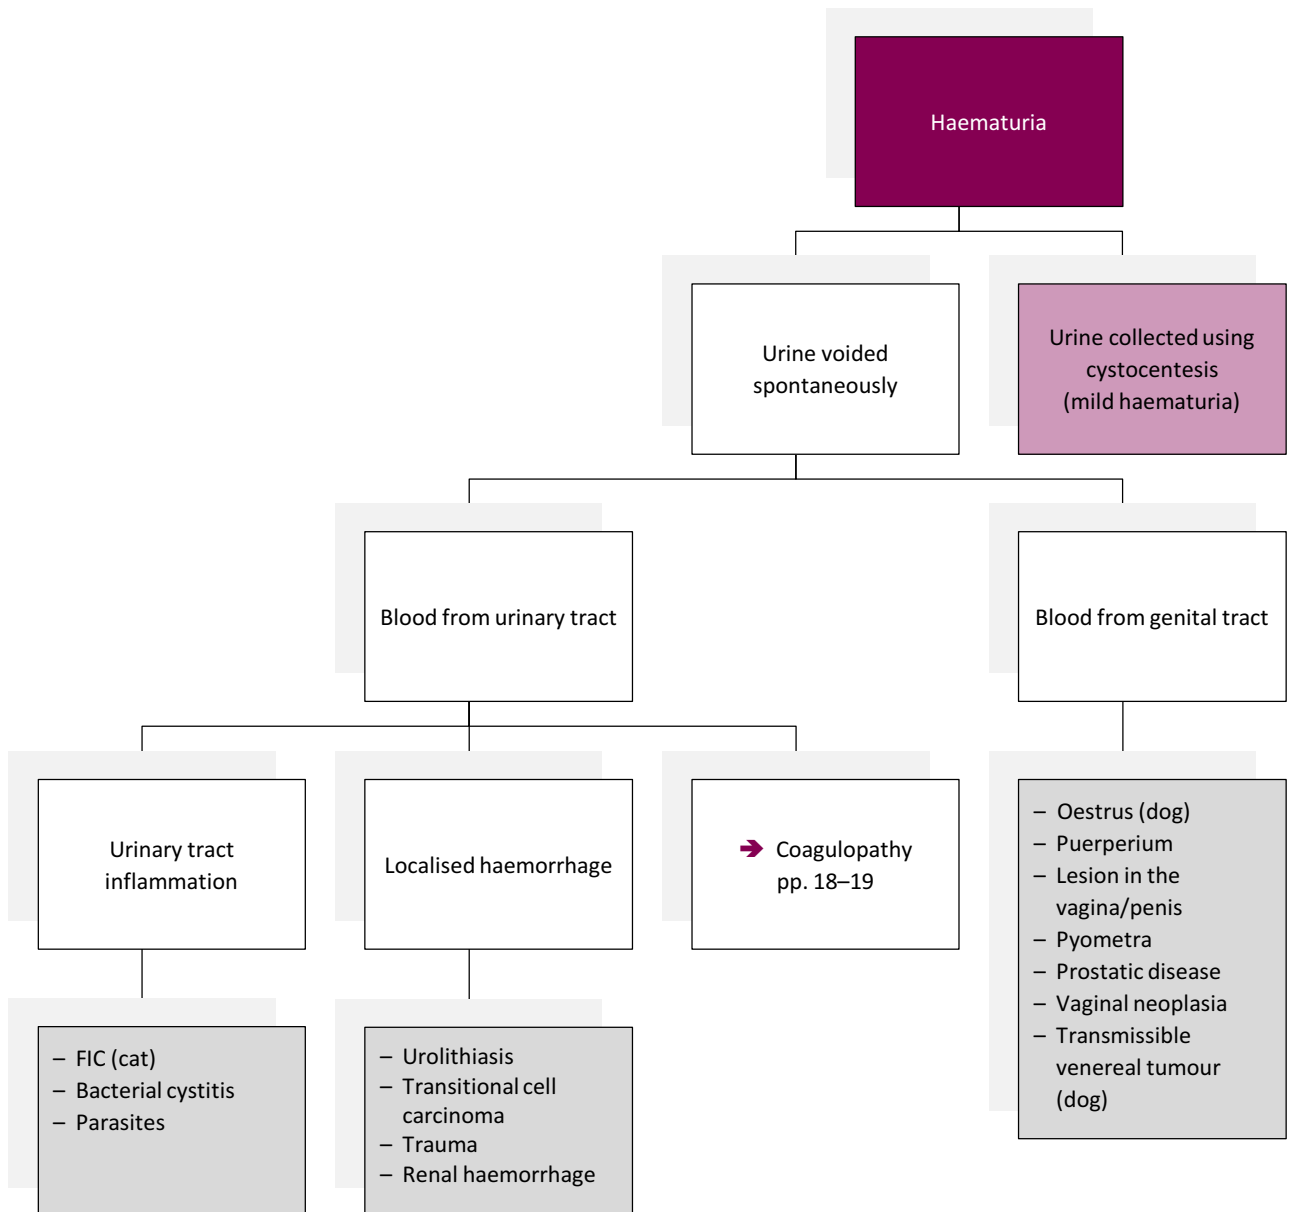 Haematuria
Urine voided
spontaneously
Urine collected using
cystocentesis
(mild haematuria)
Blood from urinary tract
Blood from genital tract
Urinary tract
inflammation
Localised haemorrhage
➔ Coagulopathy
pp. 18–19
– Oestrus (dog)
– Puerperium
– Lesion in the
vagina/penis
– Pyometra
– Prostatic disease
– Vaginal neoplasia
– Transmissible
venereal tumour
(dog)
– FIC (cat)
– Bacterial cystitis
– Parasites
– Urolithiasis
– Transitional cell
carcinoma
– Trauma
– Renal haemorrhage